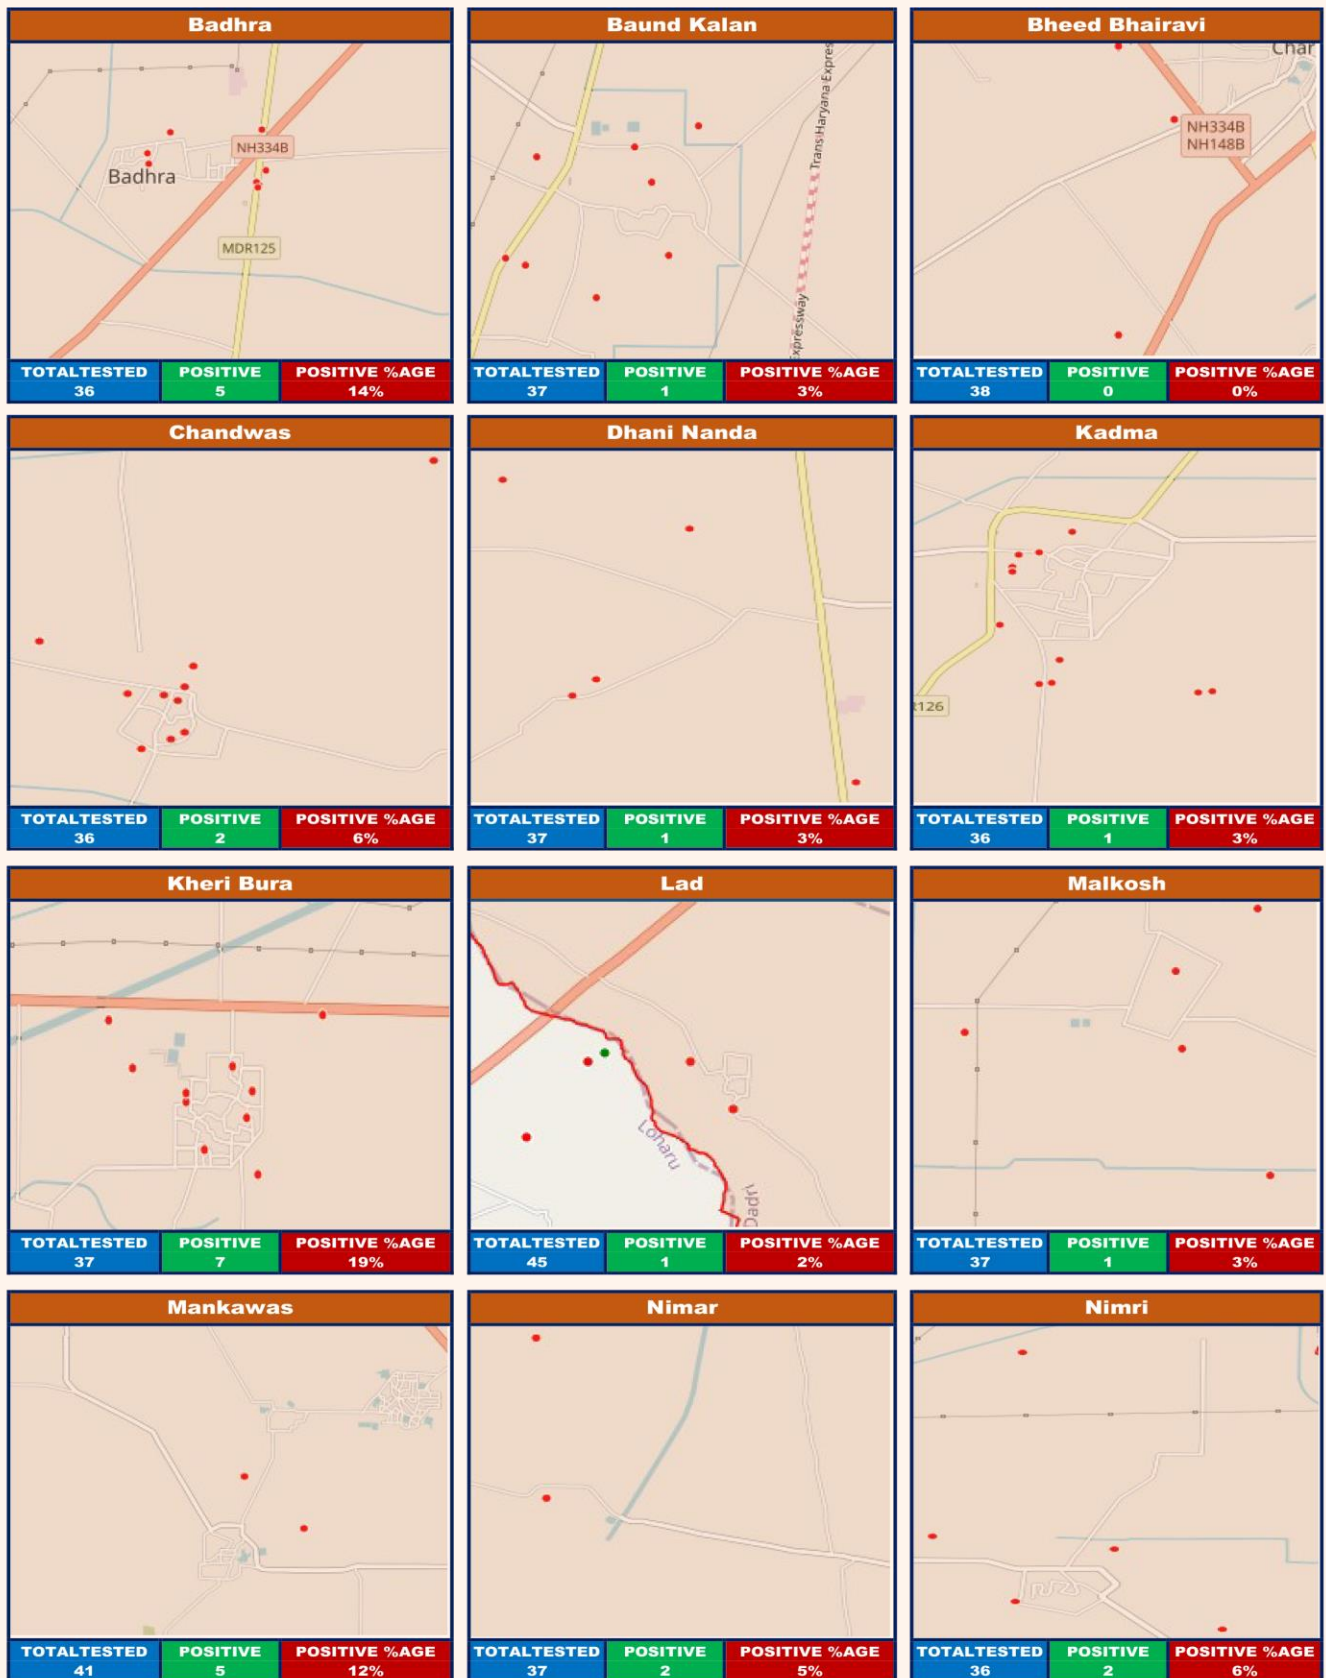 Badhra
NH334B
Badhra
MDR125
TOTALTESTED POSITIVE POSITIVE %AGE
36 5 14%
Baund Kalan
Trans Haryana Expres
Expressway
TOTALTESTED POSITIVE POSITIVE %AGE
37 1 3%
Bheed Bhairavi
Char
NH334B
NH148B
TOTALTESTED POSITIVE POSITIVE %AGE
38 0 0%
Chandwas
TOTALTESTED POSITIVE POSITIVE %AGE
36 2 6%
Dhani Nanda
TOTALTESTED POSITIVE POSITIVE %AGE
37 1 3%
Kadma
R126
TOTALTESTED POSITIVE POSITIVE %AGE
36 1 3%
Kheri Bura
TOTALTESTED POSITIVE POSITIVE %AGE
37 7 19%
Lad
Loharu
Dadri
TOTALTESTED POSITIVE POSITIVE %AGE
45 1 2%
Malkosh
TOTALTESTED POSITIVE POSITIVE %AGE
37 1 3%
Mankawas
TOTALTESTED POSITIVE POSITIVE %AGE
41 5 12%
Nimar
TOTALTESTED POSITIVE POSITIVE %AGE
37 2 5%
Nimri
TOTALTESTED POSITIVE POSITIVE %AGE
36 2 6%